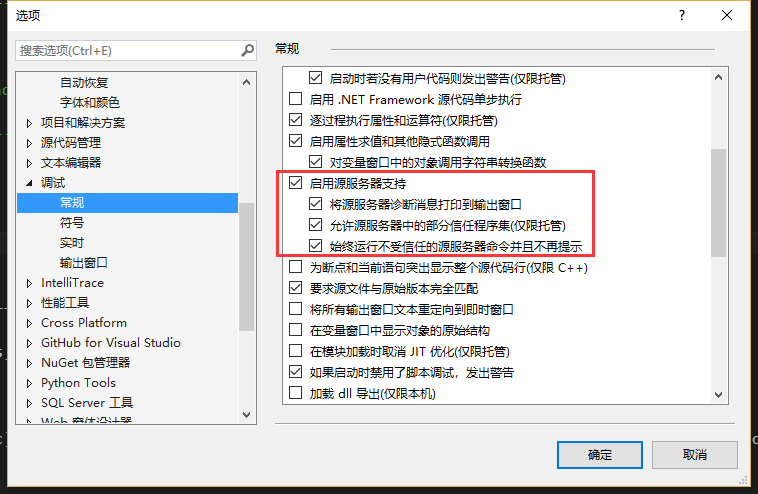 选项
搜索选项(Ctrl+E)
自动恢复
字体和颜色
项目和解决方案
源代码管理
文本编辑器
调试
常规
符号
实时
输出窗口
IntelliTrace
性能工具
Cross Platform
GitHub for Visual Studio
NuGet 包管理器
Python Tools
SQL Server 工具
Web 窗体设计器
常规
启动时若没有用户代码则发出警告(仅限托管)
启用 .NET Framework 源代码单步执行
逐过程执行属性和运算符(仅限托管)
启用属性求值和其他隐式函数调用
对变量窗口中的对象调用字符串转换函数
启用源服务器支持
将源服务器诊断消息打印到输出窗口
允许源服务器中的部分信任程序集(仅限托管)
始终运行不受信任的源服务器命令并且不再提示
为断点和当前语句突出显示整个源代码行(仅限 C++)
要求源文件与原始版本完全匹配
将所有输出窗口文本重定向到即时窗口
在变量窗口中显示对象的原始结构
在模块加载时取消 JIT 优化(仅限托管)
如果启动时禁用了脚本调试，发出警告
加载 dll 导出(仅限本机)
确定
取消